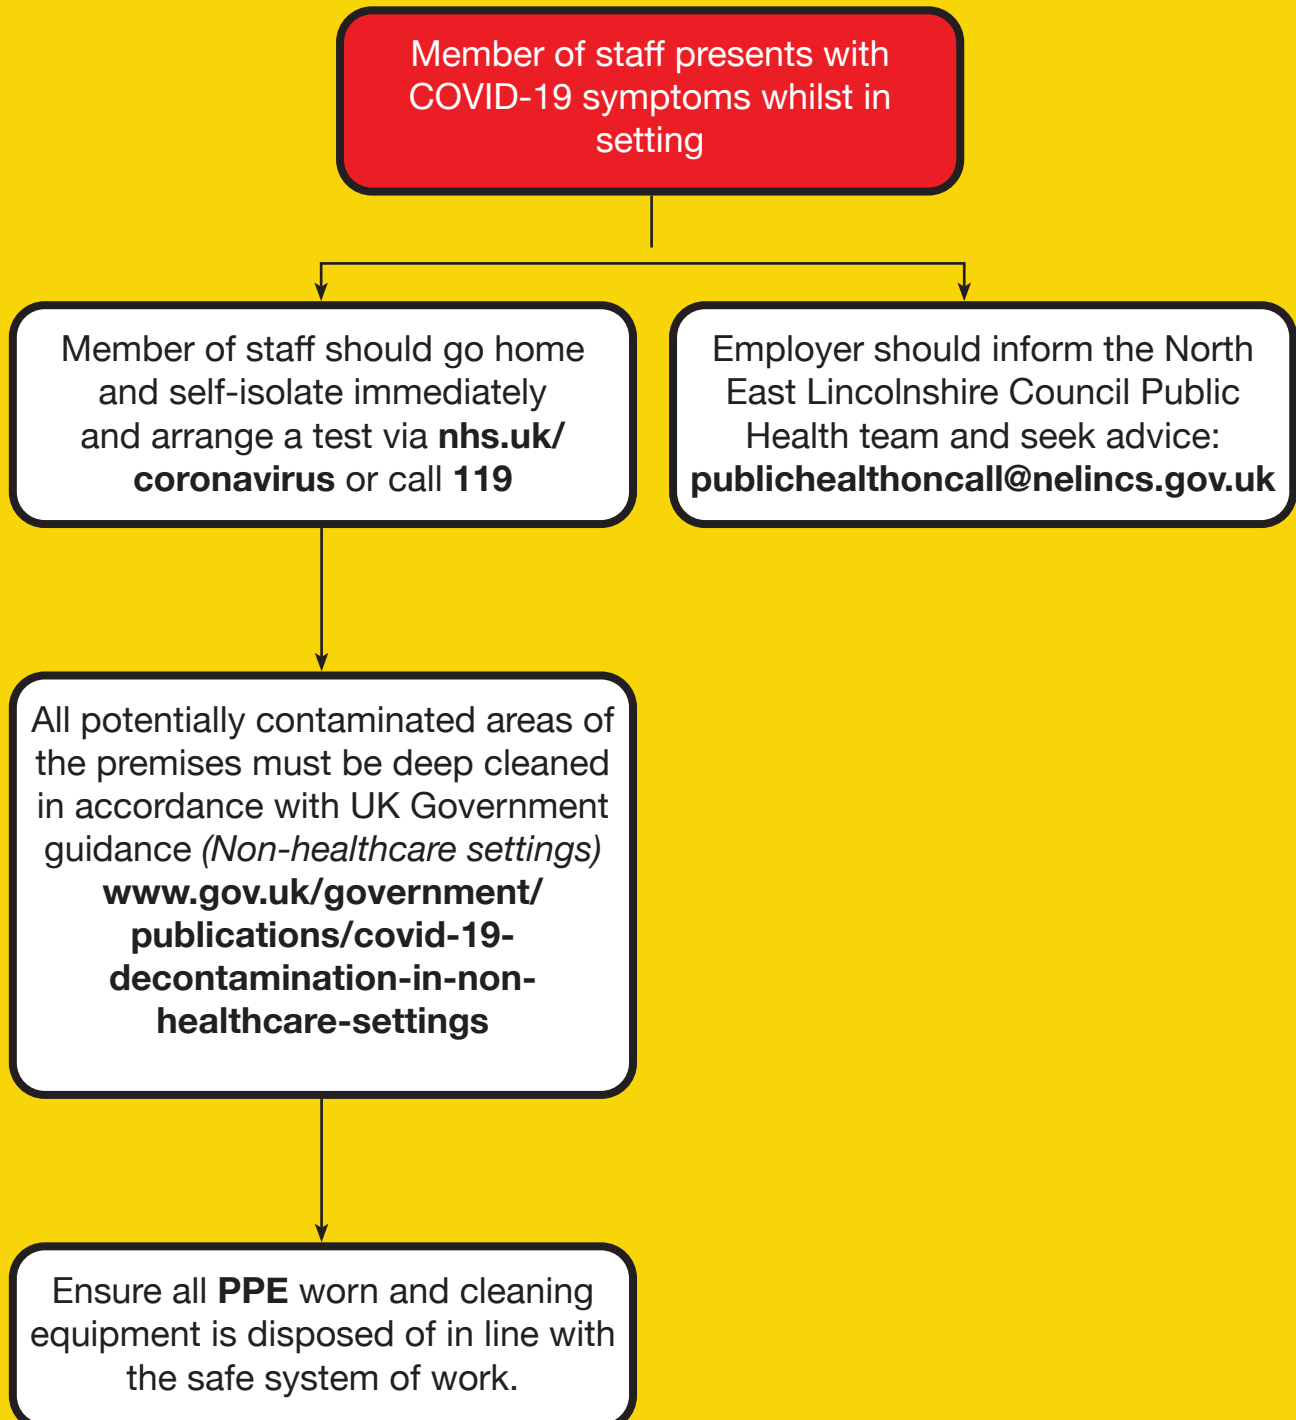 Member of staff presents with
COVID-19 symptoms whilst in
setting
Member of staff should go home
and self-isolate immediately
and arrange a test via nhs.uk/
coronavirus or call 119
Employer should inform the North
East Lincolnshire Council Public
Health team and seek advice:
publichealthoncall@nelincs.gov.uk
All potentially contaminated areas of
the premises must be deep cleaned
in accordance with UK Government
guidance (Non-healthcare settings)
www.gov.uk/government/
publications/covid-19-
decontamination-in-non-
healthcare-settings
Ensure all PPE worn and cleaning
equipment is disposed of in line with
the safe system of work.